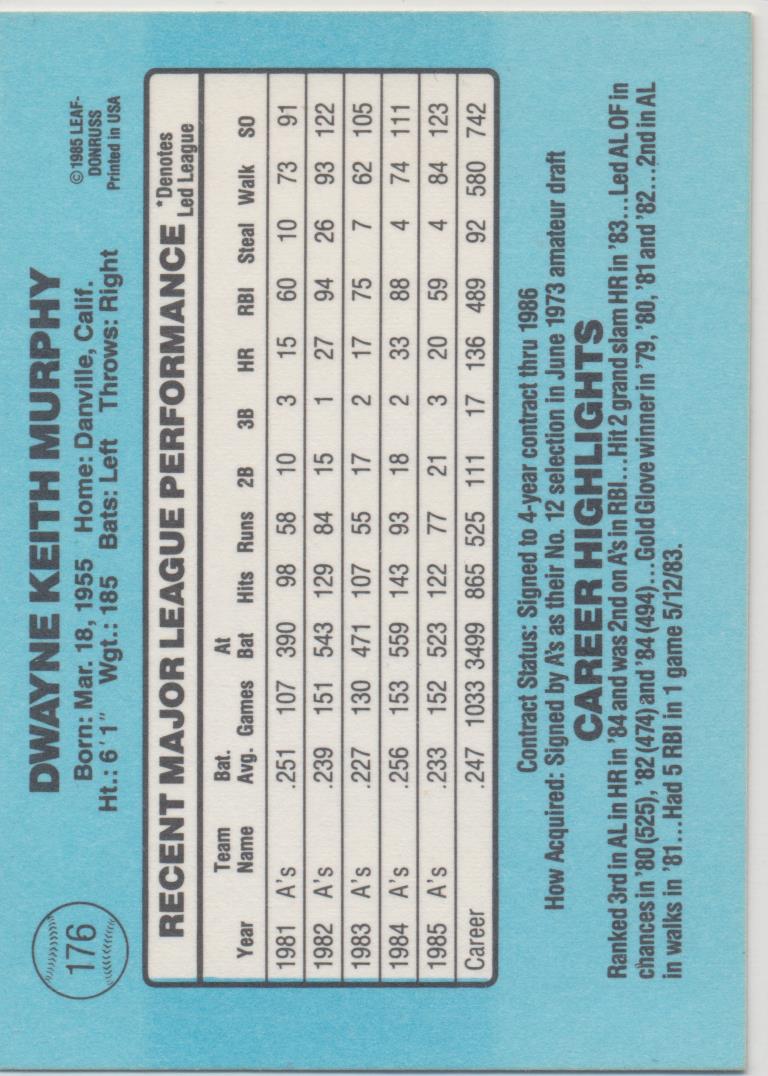 176
DWAYNE KEITH MURPHY
Born: Mar. 18, 1955 Home: Danville, Calif.
Ht.: 6'1" Wgt.: 185 Bats: Left Throws: Right
© 1985 LEAF-
DONRUSS
Printed in USA
RECENT MAJOR LEAGUE PERFORMANCE
*Denotes
Led League
Year Team Name Bat. Avg. Games At Bat Hits Runs 2B 3B HR RBI Steal Walk SO
1981 A's .251 107 390 98 58 10 3 15 60 10 73 91
1982 A's .239 151 543 129 84 15 1 27 94 26 93 122
1983 A's .227 130 471 107 55 17 2 17 75 7 62 105
1984 A's .256 153 559 143 93 18 2 33 88 4 74 111
1985 A's .233 152 523 122 77 21 3 20 59 4 84 123
Career .247 1033 3499 865 525 111 17 136 489 92 580 742
Contract Status: Signed to 4-year contract thru 1986
How Acquired: Signed by A's as their No. 12 selection in June 1973 amateur draft
CAREER HIGHLIGHTS
Ranked 3rd in AL in HR in '84 and was 2nd on A's in RBI...Hit 2 grand slam HR in '83...Led AL OF in
chances in '80 (525), '82 (474) and '84 (494)...Gold Glove winner in '79, '80, '81 and '82...2nd in AL
in walks in '81...Had 5 RBI in 1 game 5/12/83.